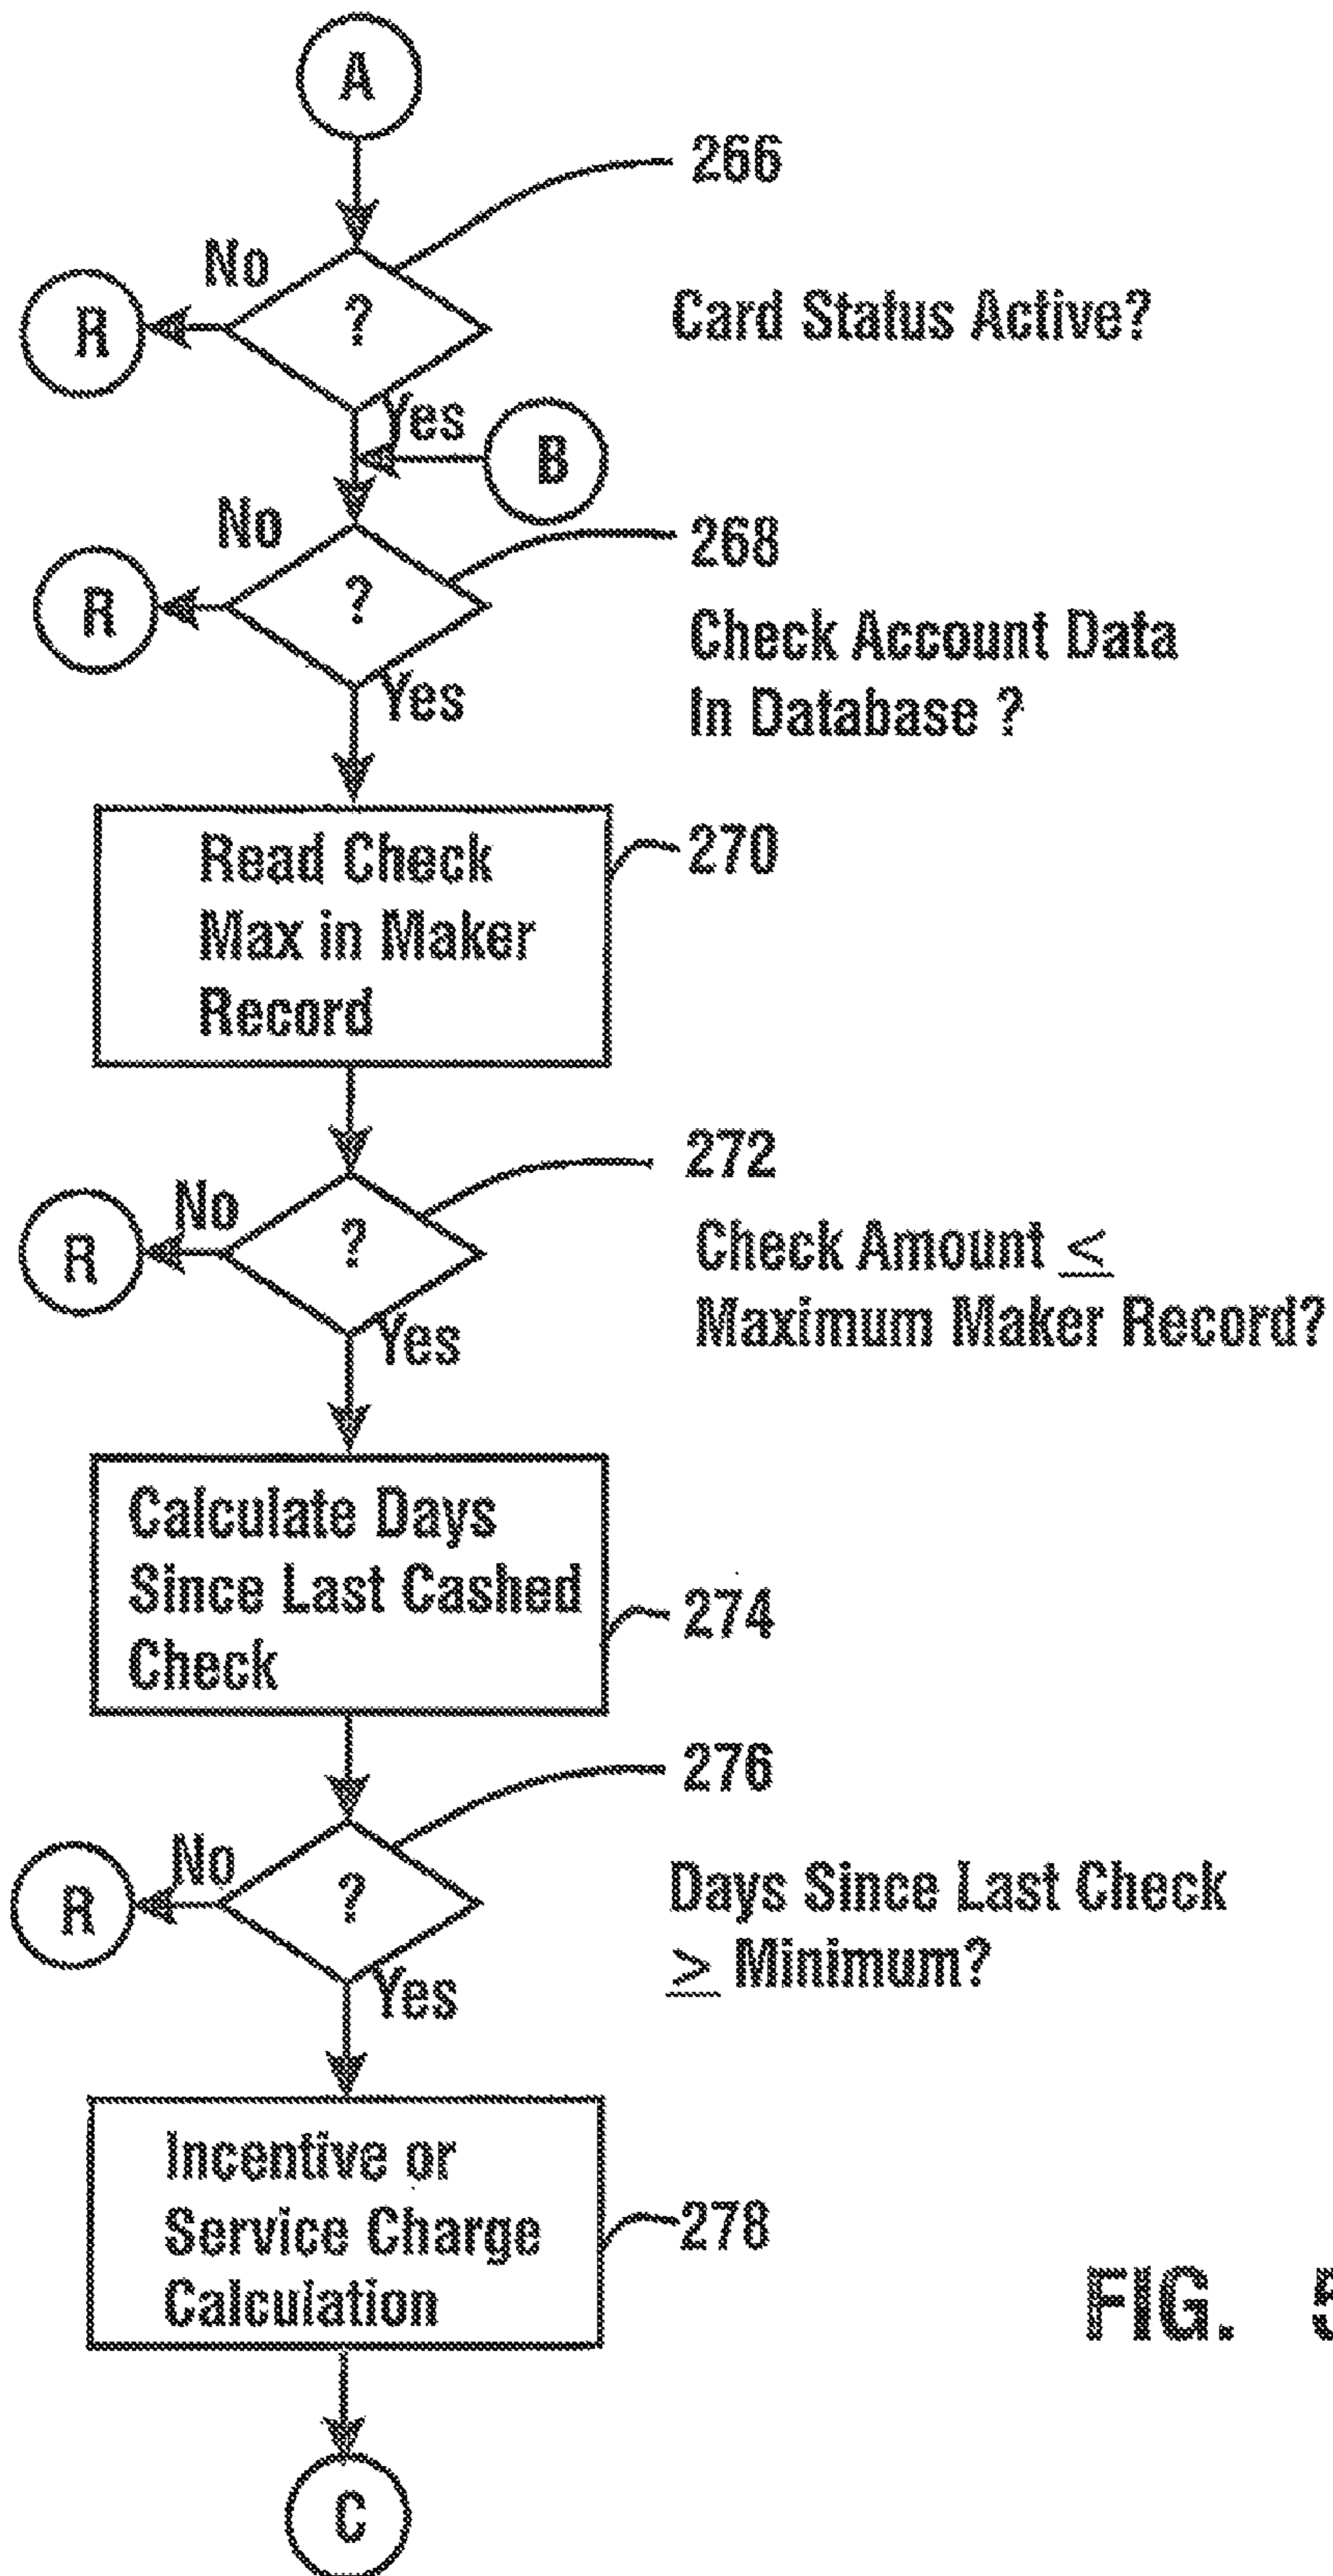 A
266
No
R
?
Card Status Active?
Yes
B
No
268
R
?
Check Account Data
In Database ?
Yes
Read Check
Max in Maker
Record
270
272
No
R
?
Check Amount ≤
Maximum Maker Record?
Yes
Calculate Days
Since Last Cashed
Check
274
276
No
R
?
Days Since Last Check
≥ Minimum?
Yes
Incentive or
Service Charge
Calculation
278
FIG. 5
C